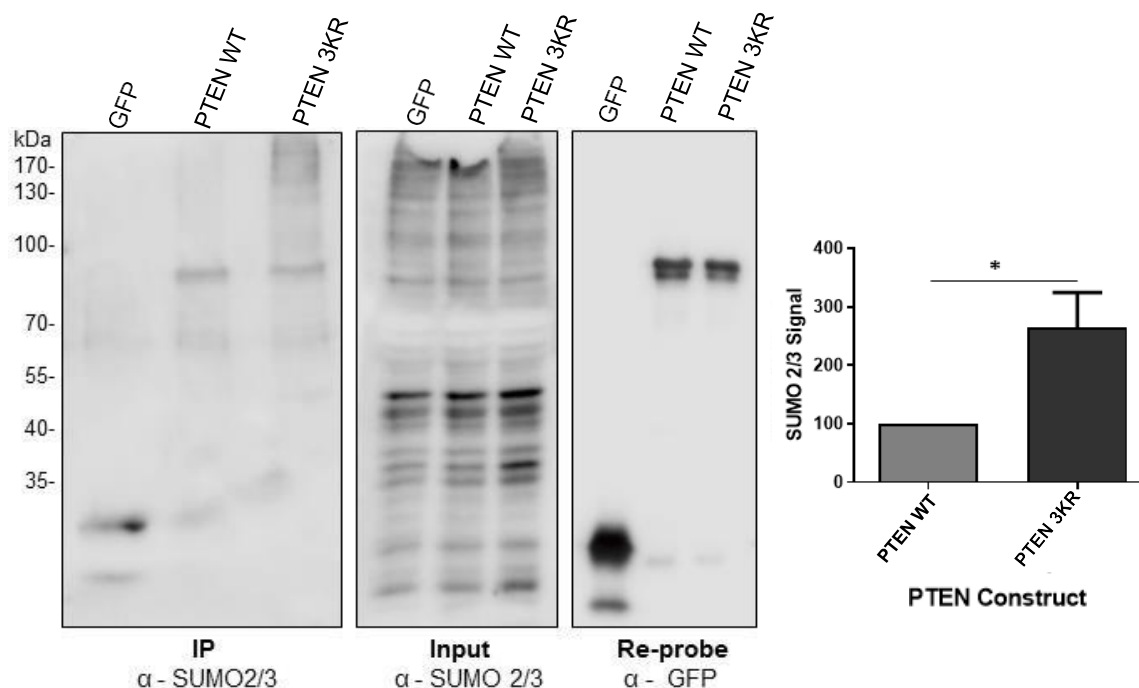 GFP
PTEN WT
PTEN 3KR
GFP
PTEN WT
PTEN 3KR
GFP
PTEN WT
PTEN 3KR
kDa
170-
130-
100-
70-
55-
40-
35-
IP
α - SUMO2/3
Input
α - SUMO 2/3
Re-probe
α - GFP
400
300
200
100
0
SUMO 2/3 Signal
*
PTEN WT
PTEN 3KR
PTEN Construct